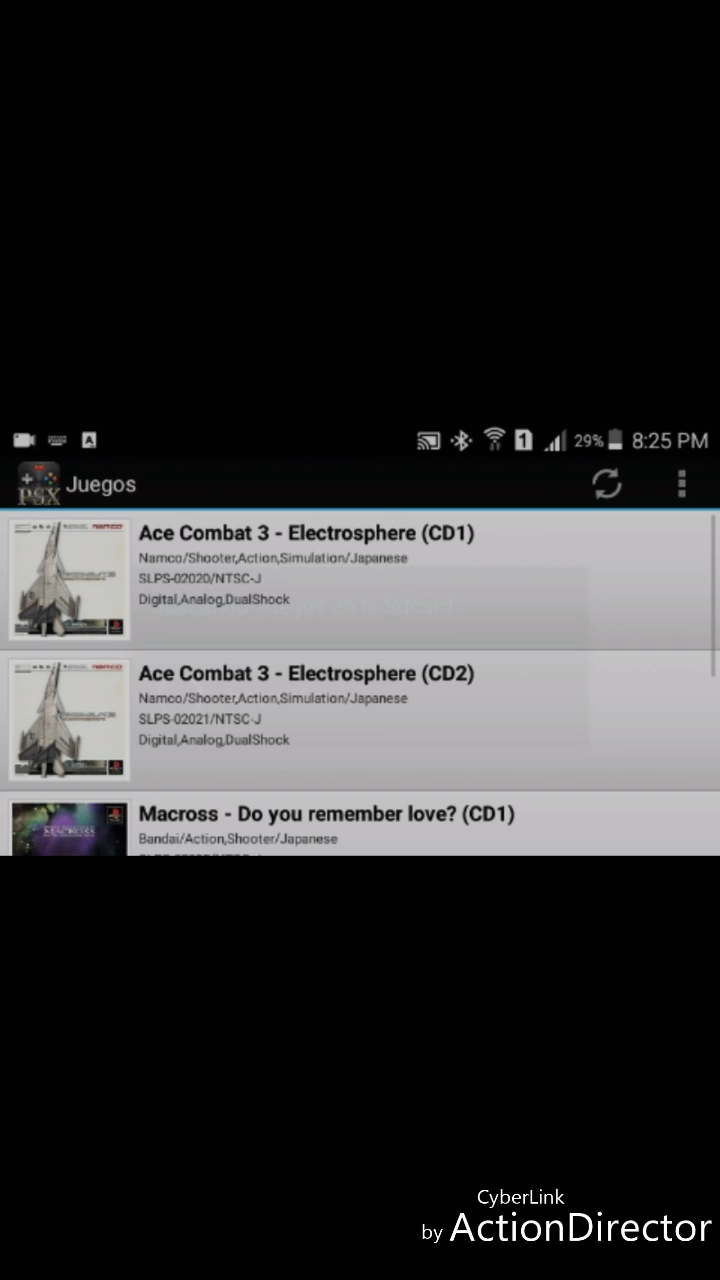 29% 8:25 PM
PSX Juegos
Ace Combat 3 - Electrosphere (CD1)
Namco/Shooter,Action,Simulation/Japanese
SLPS-02020/NTSC-J
Digital,Analog,DualShock
Ace Combat 3 - Electrosphere (CD2)
Namco/Shooter,Action,Simulation/Japanese
SLPS-02021/NTSC-J
Digital,Analog,DualShock
MACROSS
Macross - Do you remember love? (CD1)
Bandai/Action,Shooter/Japanese
CyberLink
by ActionDirector